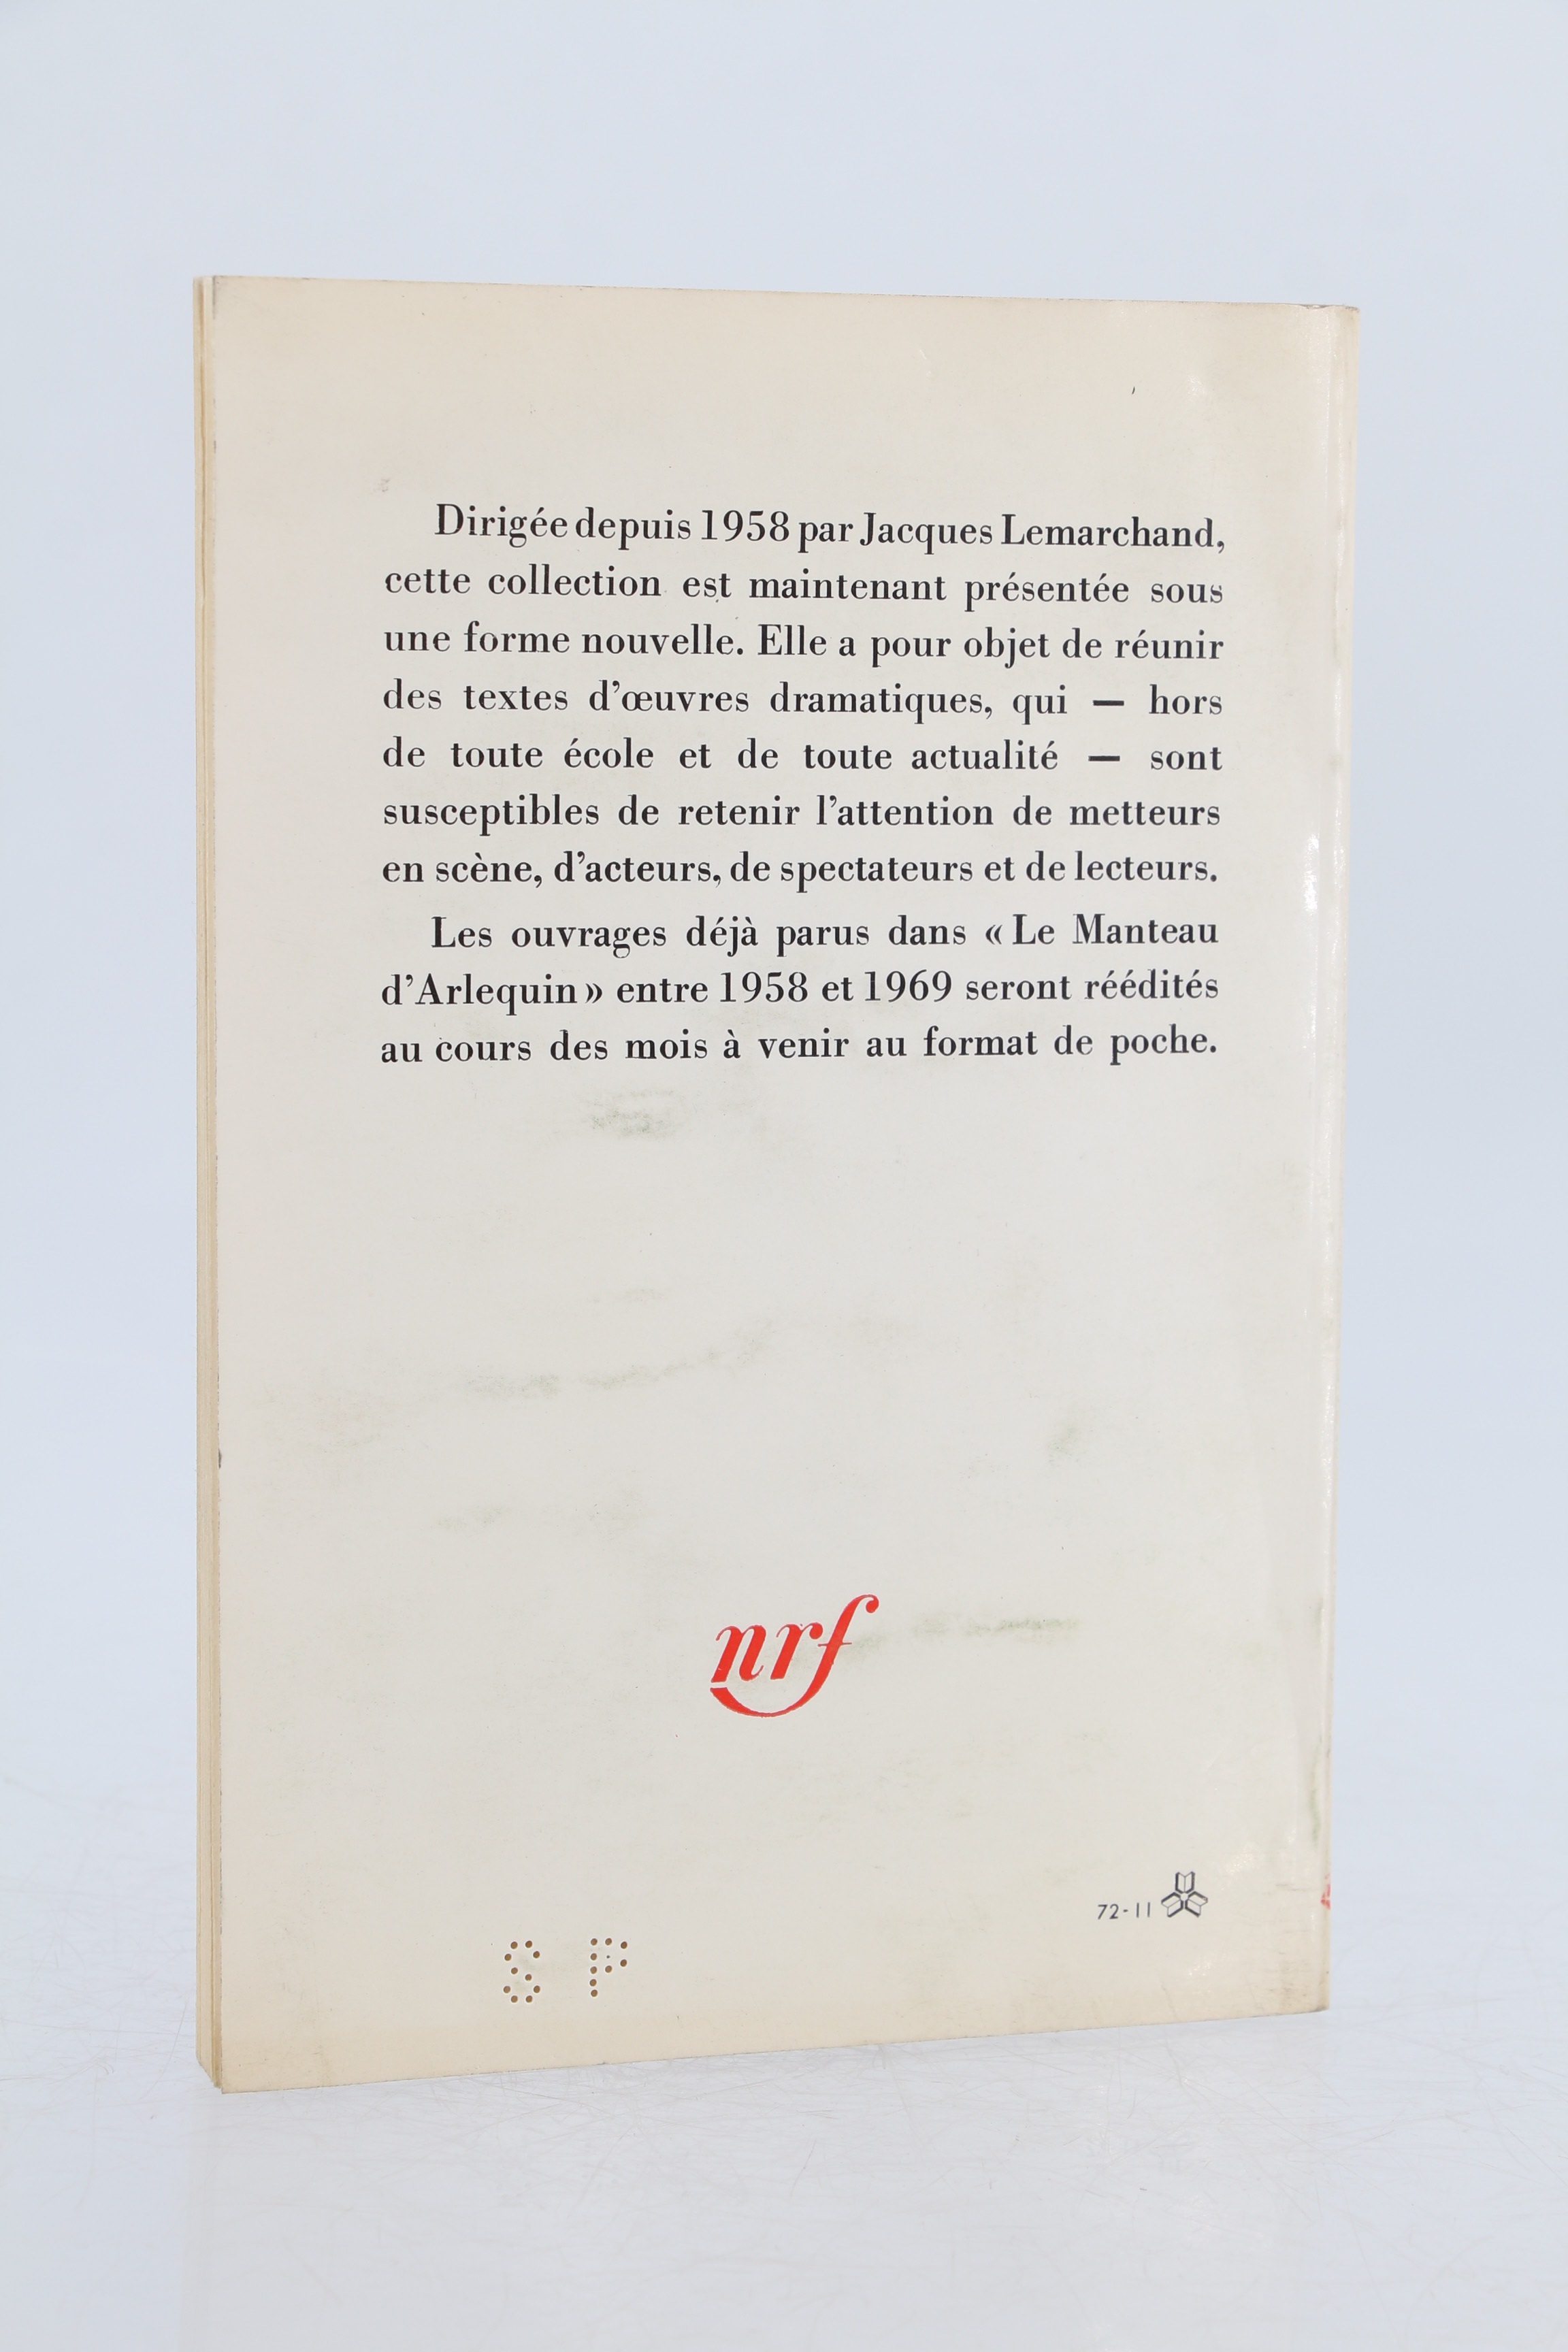 Dirigée depuis 1958 par Jacques Lemarchand,
cette collection est maintenant présentée sous
une forme nouvelle. Elle a pour objet de réunir
des textes d'œuvres dramatiques, qui — hors
de toute école et de toute actualité — sont
susceptibles de retenir l'attention de metteurs
en scène, d'acteurs, de spectateurs et de lecteurs.
Les ouvrages déjà parus dans « Le Manteau
d'Arlequin » entre 1958 et 1969 seront réédités
au cours des mois à venir au format de poche.
nrf
72-11
S P